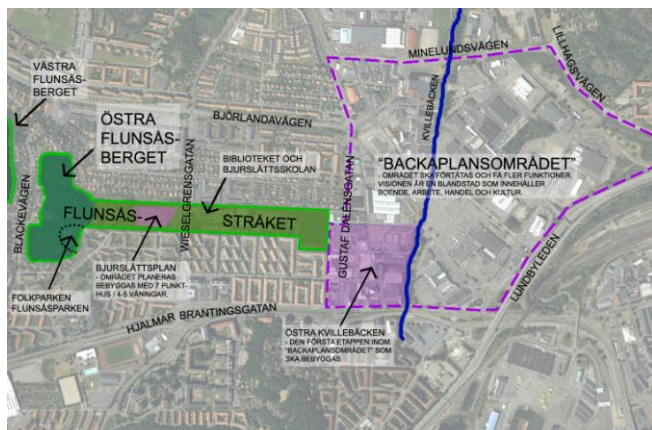 VÄSTRA
FLUNSÅS-
BERGET
ÖSTRA
FLUNSÅS-
BERGET
BJÖRLANDAVÄGEN
MINELUNDSVÄGEN
LILLHAGSVÄGEN
KVILLEBÄCKEN
BIBLIOTEKET OCH
BJURSLÄTTSSKOLAN
"BACKAPLANSOMRÅDET"
- OMRÅDET SKA FÖRTÄTAS OCH FÅ FLER FUNKTIONER.
VISIONEN ÄR EN BLANDSTAD SOM INNEHÅLLER
BOENDE, ARBETE, HANDEL OCH KULTUR.
BLACKEVÄGEN
FLUNSÅS-
STRÅKET
WIESELGRENSGATAN
GUSTAF DALÉNSGATAN
LUNDBYLEDEN
FOLKPARKEN
FLUNSÅSPARKEN
BJURSLÄTTSPLAN
- OMRÅDET PLANERAS
BEBYGGAS MED 7 PUNKT-
HUS I 4-5 VÅNINGAR.
HJALMAR BRANTINGSGATAN
ÖSTRA KVILLEBÄCKEN
- DEN FÖRSTA ETAPPEN INOM
"BACKAPLANSOMRÅDET" SOM
SKA BEBYGGAS